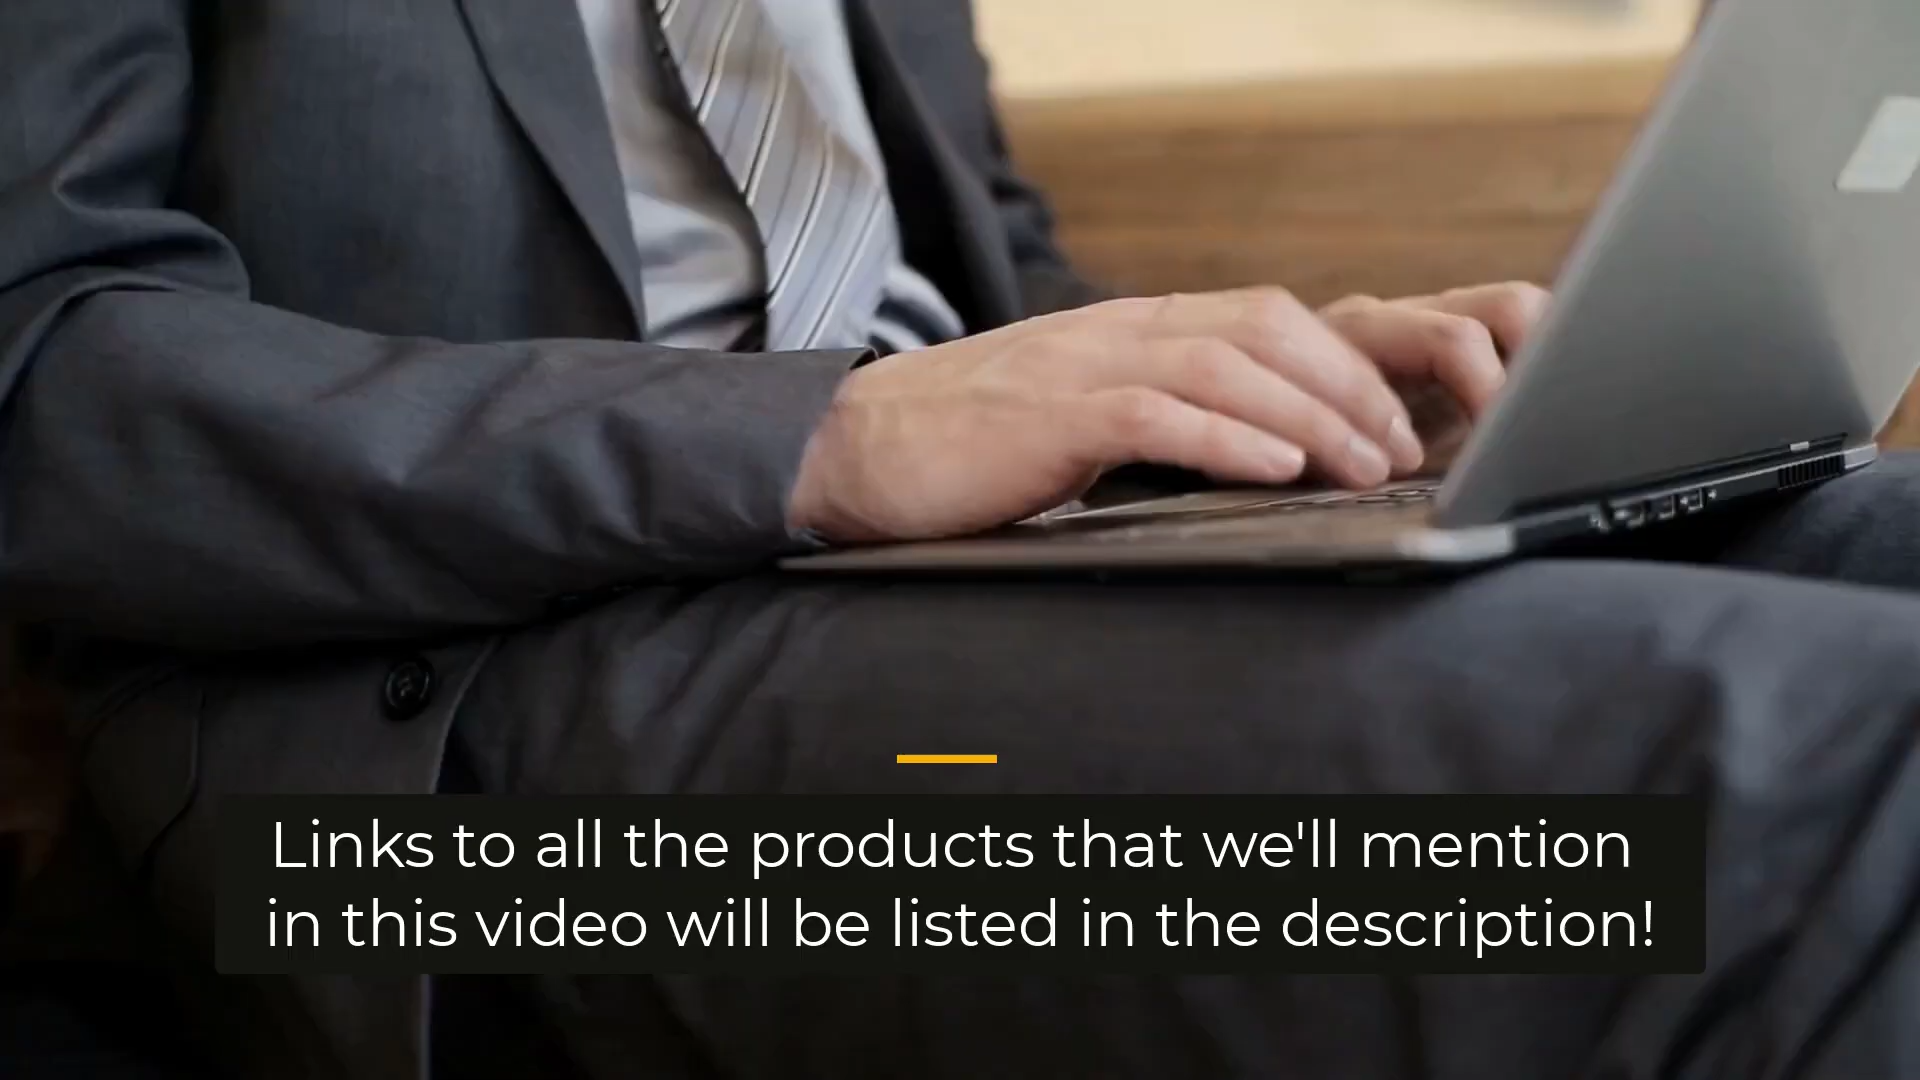 Links to all the products that we'll mention
in this video will be listed in the description!